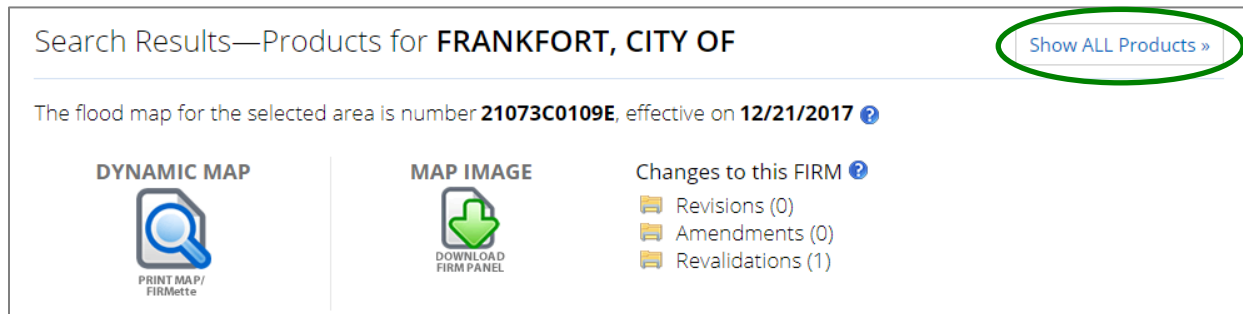 Search Results—Products for FRANKFORT, CITY OF
Show ALL Products »
The flood map for the selected area is number 21073C0109E, effective on 12/21/2017 ?
DYNAMIC MAP
PRINT MAP/
FIRMette
MAP IMAGE
DOWNLOAD
FIRM PANEL
Changes to this FIRM ?
Revisions (0)
Amendments (0)
Revalidations (1)